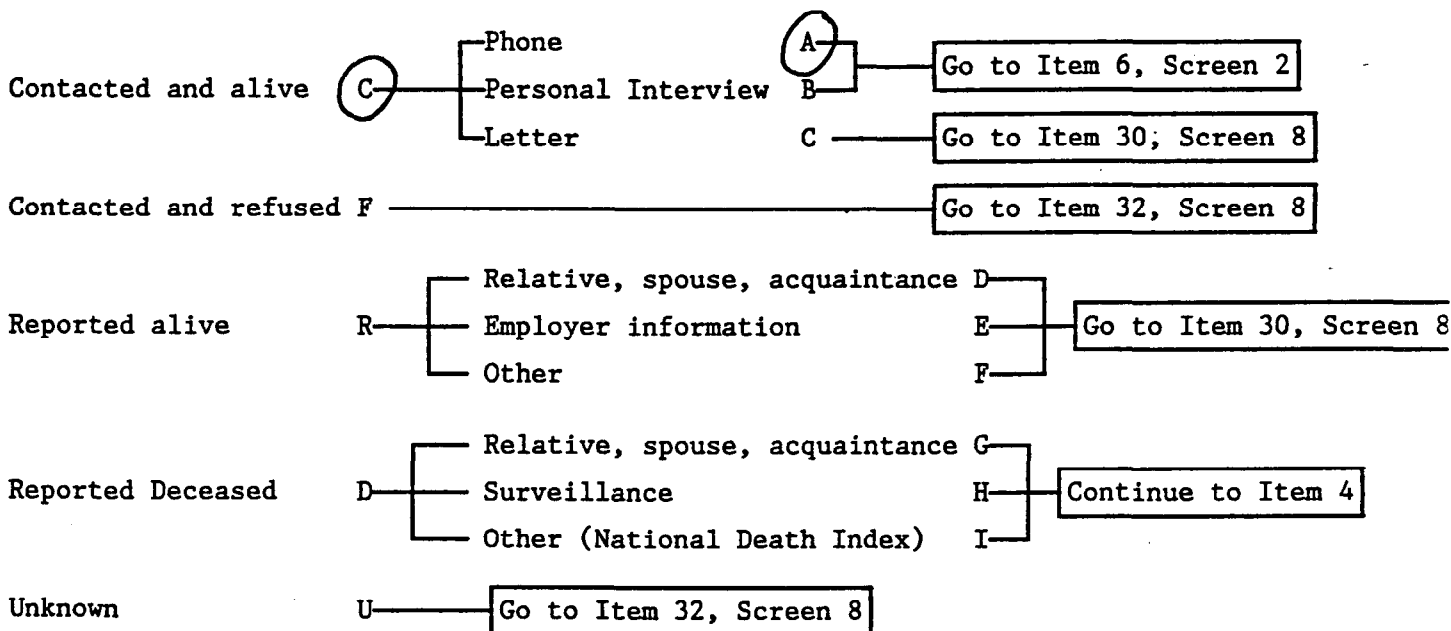 Phone A
Go to Item 6, Screen 2
Contacted and alive C Personal Interview B
Letter C Go to Item 30, Screen 8
Contacted and refused F Go to Item 32, Screen 8
Relative, spouse, acquaintance D
Reported alive R Employer information E Go to Item 30, Screen 8
Other F
Relative, spouse, acquaintance G
Reported Deceased D Surveillance H Continue to Item 4
Other (National Death Index) I
Unknown U Go to Item 32, Screen 8